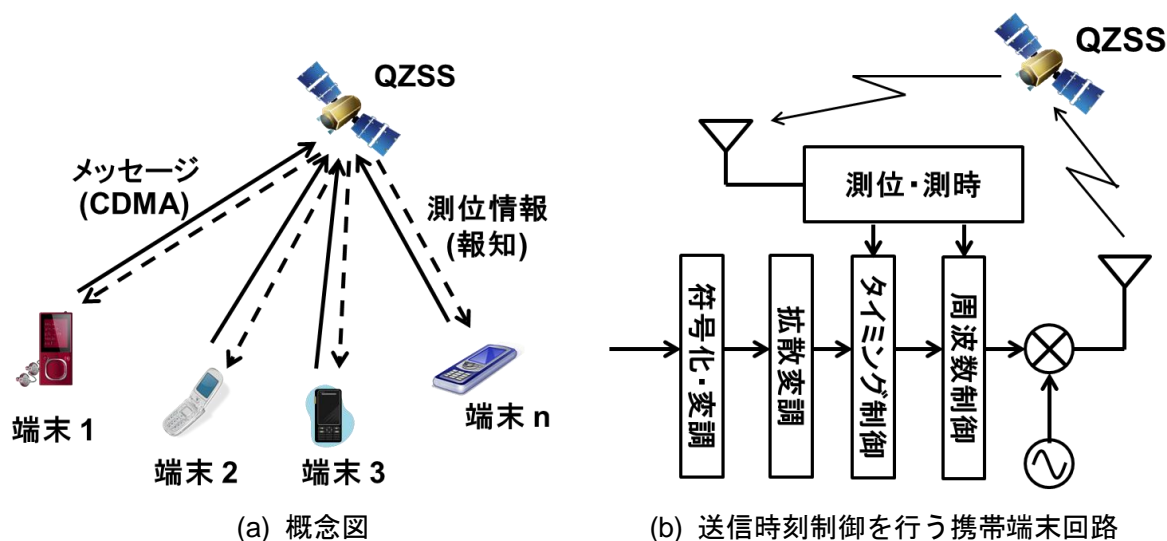 QZSS
メッセージ
(CDMA)
測位情報
(報知)
端末 1
端末 2
端末 3
端末 n
(a) 概念図
QZSS
測位・測時
符号化・変調
拡散変調
タイミング制御
周波数制御
(b) 送信時刻制御を行う携帯端末回路